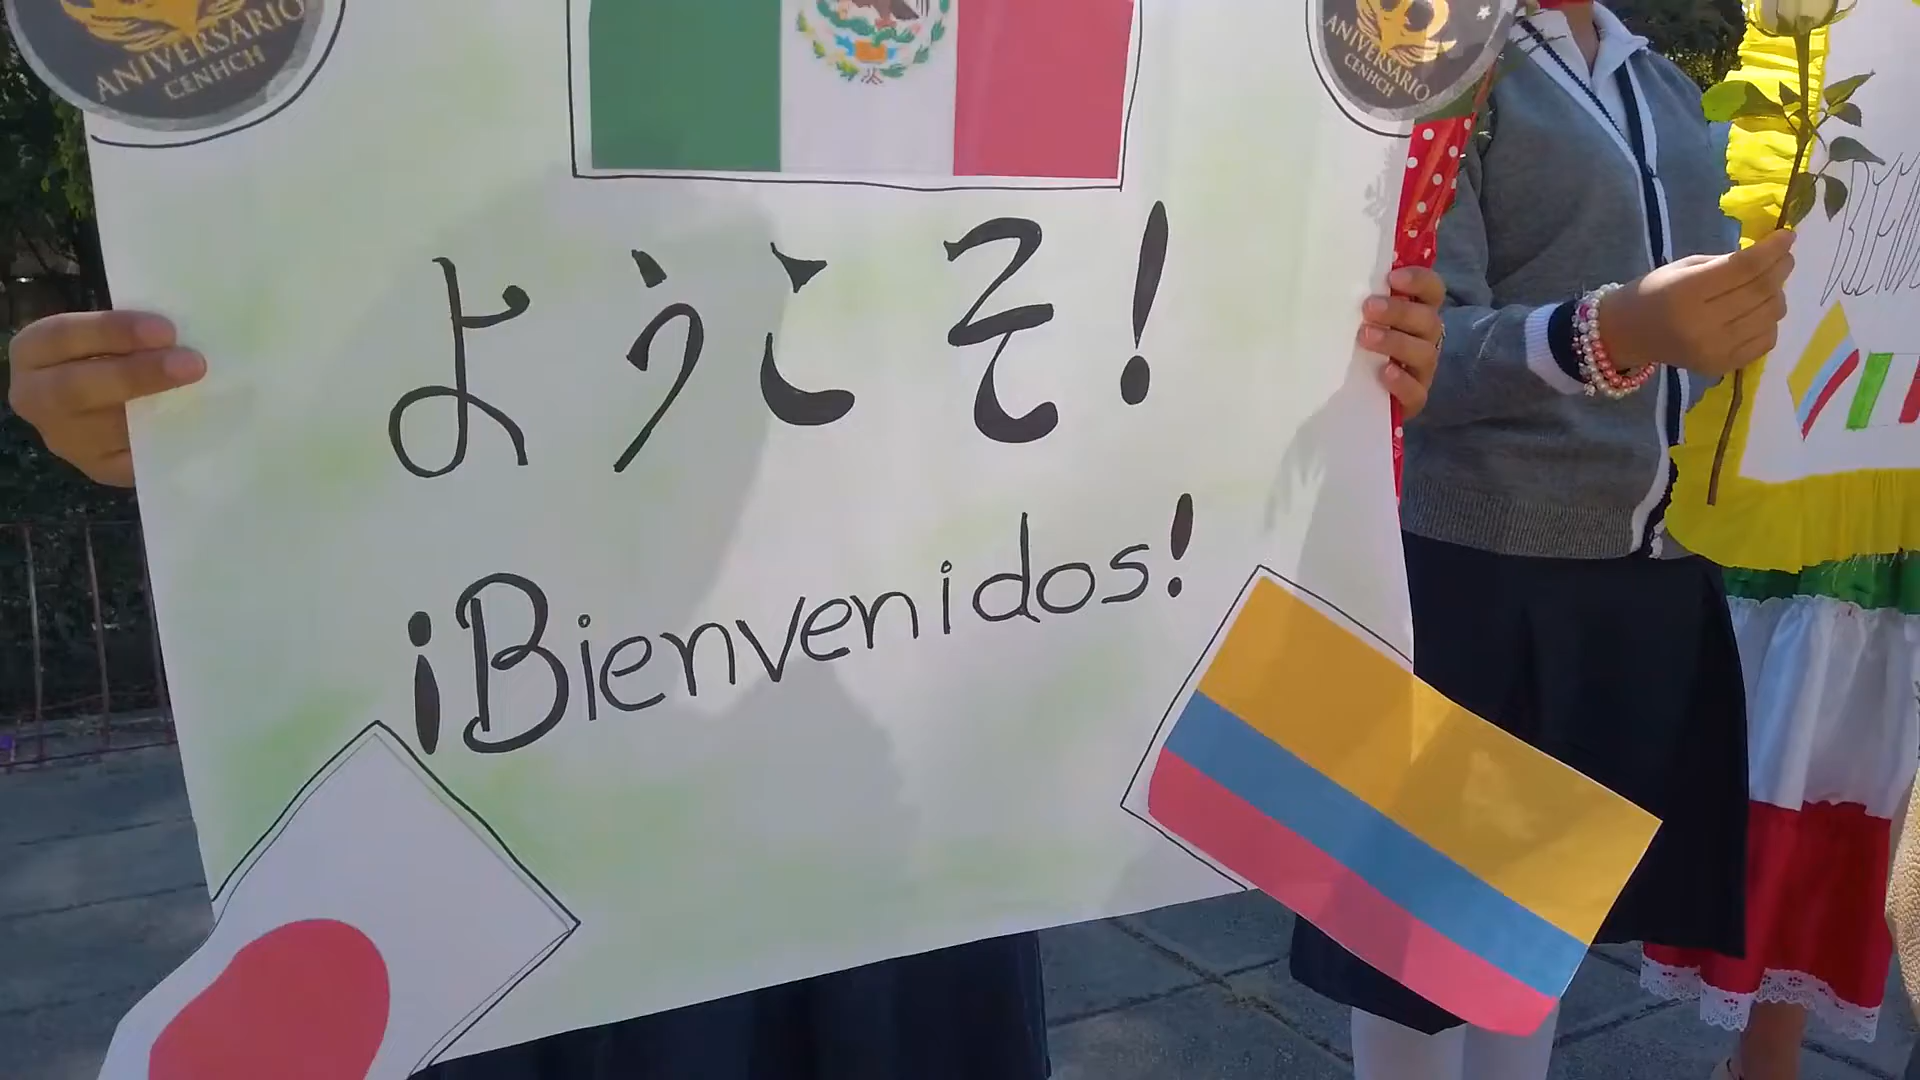 ANIVERSARIO
CENHCH
ANIVERSARIO
CENHCH
ようこそ!
¡Bienvenidos!